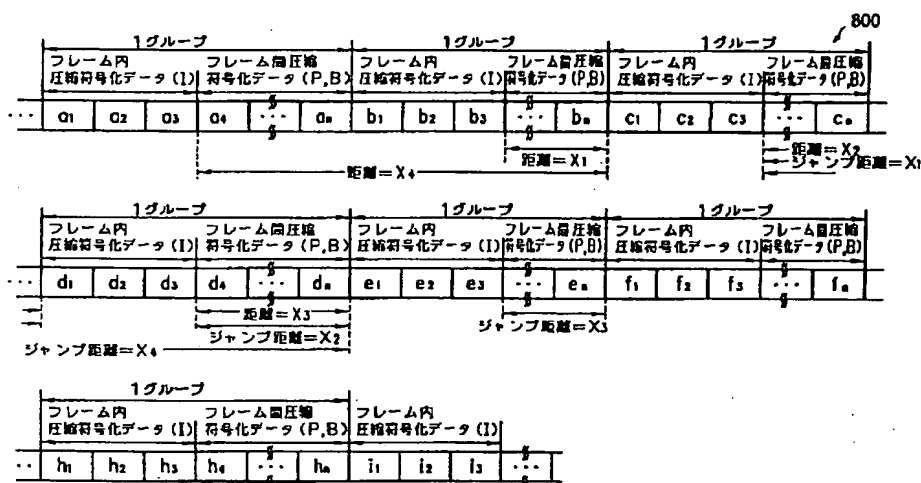 800
1グループ 1グループ 1グループ
フレーム内 フレーム間圧縮 フレーム内 フレーム間圧縮 フレーム内 フレーム間圧縮
圧縮符号化データ(I) 符号化データ(P,B) 圧縮符号化データ(I) 符号化データ(P,B) 圧縮符号化データ(I) 符号化データ(P,B)
… a1 a2 a3 a4 … an b1 b2 b3 … bn c1 c2 c3 … cn
距離=X4 距離=X1 距離=X2
ジャンプ距離=X1
1グループ 1グループ 1グループ
フレーム内 フレーム間圧縮 フレーム内 フレーム間圧縮 フレーム内 フレーム間圧縮
圧縮符号化データ(I) 符号化データ(P,B) 圧縮符号化データ(I) 符号化データ(P,B) 圧縮符号化データ(I) 符号化データ(P,B)
… d1 d2 d3 d4 … dn e1 e2 e3 … en f1 f2 f3 … fn
距離=X3
ジャンプ距離=X2 ジャンプ距離=X3
ジャンプ距離=X4
1グループ
フレーム内 フレーム間圧縮 フレーム内
圧縮符号化データ(I) 符号化データ(P,B) 圧縮符号化データ(I)
… h1 h2 h3 h4 … hn i1 i2 i3 …